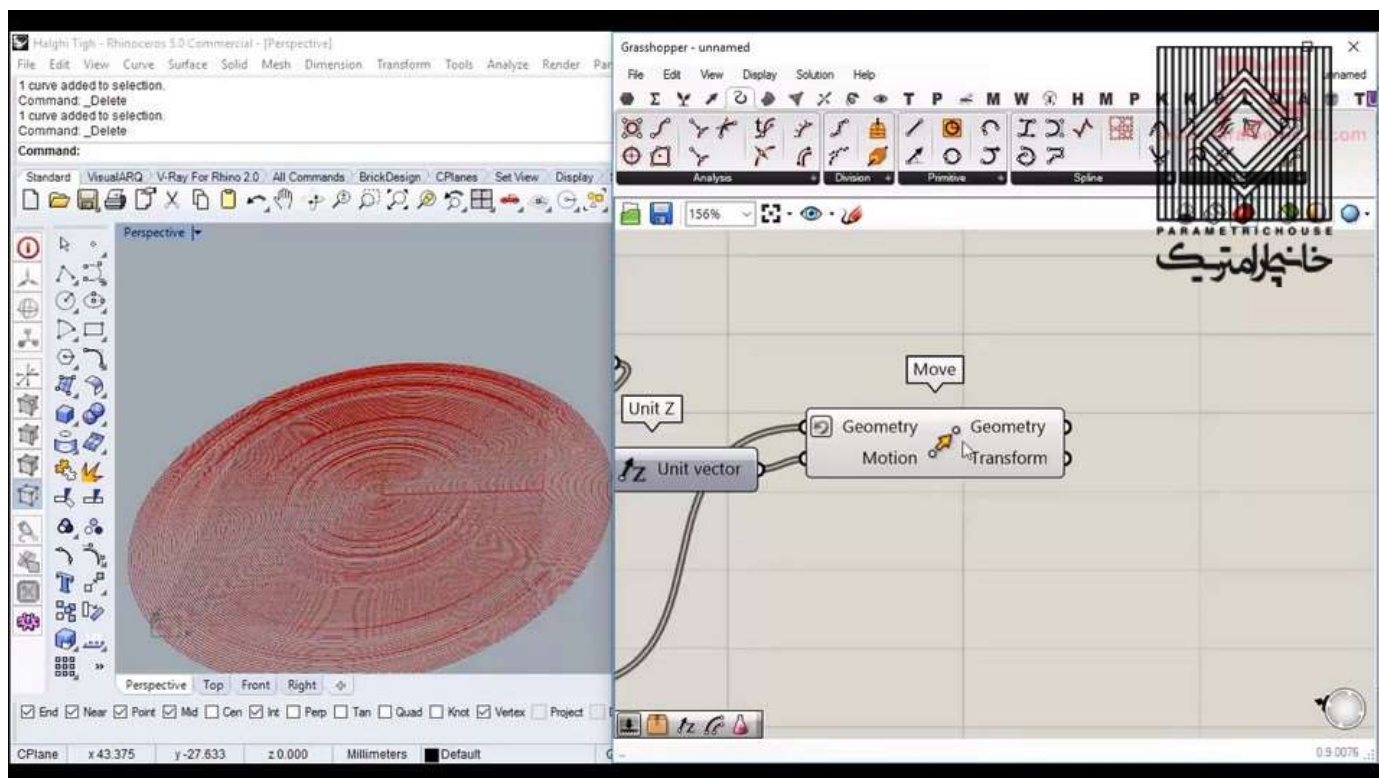 Halghi Tigh - Rhinoceros 5.0 Commercial - [Perspective]
File Edit View Curve Surface Solid Mesh Dimension Transform Tools Analyze Render
1 curve added to selection.
Command: _Delete
1 curve added to selection.
Command: _Delete
Command:
Standard VisualARQ V-Ray For Rhino 2.0 All Commands BrickDesign CPlanes Set View Display
Perspective
Perspective Top Front Right
End Near Point Mid Cen Int Perp Tan Quad Knot Vertex Project
CPlane x 43.375 y -27.633 z 0.000 Millimeters Default
Grasshopper - unnamed
File Edit View Display Solution Help
unnamed
T P M W H M P
Analysis Division Primitive Spline
156%
.com
PARAMETRICHOUSE
خانه پارامتریک
Move
Unit Z
Geometry Geometry
Unit vector
Motion Transform
0.9.0076